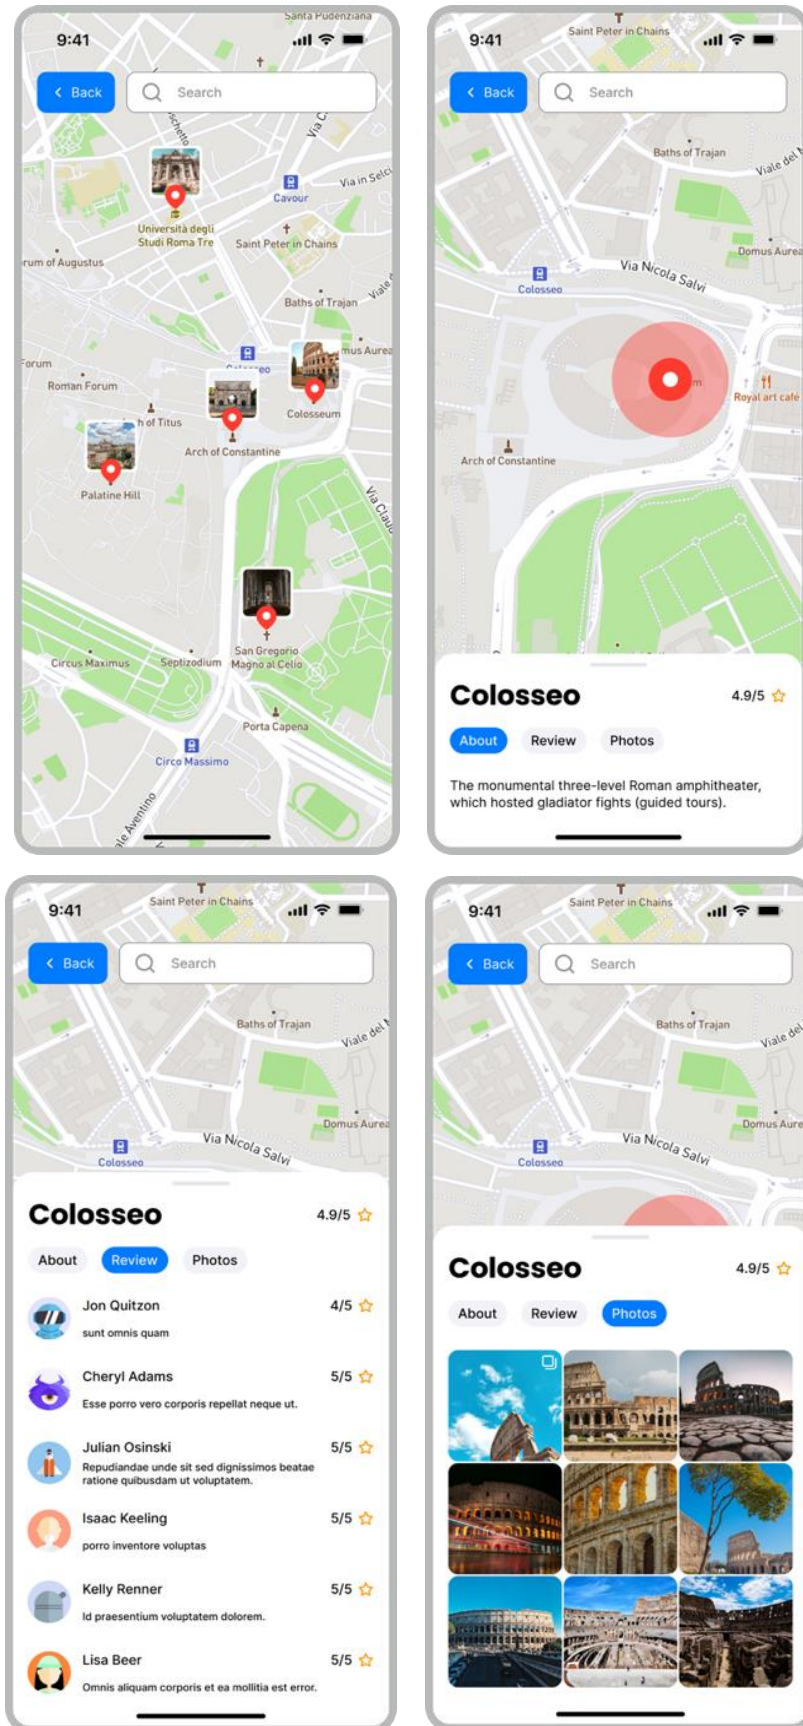 Santa Pudenziana
9:41
Back
Search
schetto
Via C
Via in Selci
Cavour
Università degli
Studi Roma Tre
Saint Peter in Chains
rum of Augustus
Baths of Trajan
Viale d
mus Aurea
Forum
Colosseo
Roman Forum
h of Titus
Colosseum
Arch of Constantine
Palatine Hill
Via Claud
San Gregorio
Magno al Celio
Circus Maximus
Septizodium
Porta Capena
Circo Massimo
ale Aventino
Saint Peter in Chains
9:41
Back
Search
Baths of Trajan
Viale del M
Domus Aurea
Via Nicola Salvi
Colosseo
m
Royal art café
Arch of Constantine
Colosseo
4.9/5
About
Review
Photos
The monumental three-level Roman amphitheater,
which hosted gladiator fights (guided tours).
Saint Peter in Chains
9:41
Back
Search
Baths of Trajan
Viale del M
Domus Aurea
Via Nicola Salvi
Colosseo
Colosseo
4.9/5
About
Review
Photos
Jon Quitzon
4/5
sunt omnis quam
Cheryl Adams
5/5
Esse porro vero corporis repellat neque ut.
Julian Osinski
5/5
Repudiandae unde sit sed dignissimos beatae
ratione quibusdam ut voluptatem.
Isaac Keeling
5/5
porro inventore voluptas
Kelly Renner
5/5
Id praesentium voluptatem dolorem.
Lisa Beer
5/5
Omnis aliquam corporis et ea mollitia est error.
Saint Peter in Chains
9:41
Back
Search
Baths of Trajan
Viale del
Domus Aure
Via Nicola Salvi
Colosseo
Colosseo
4.9/5
About
Review
Photos